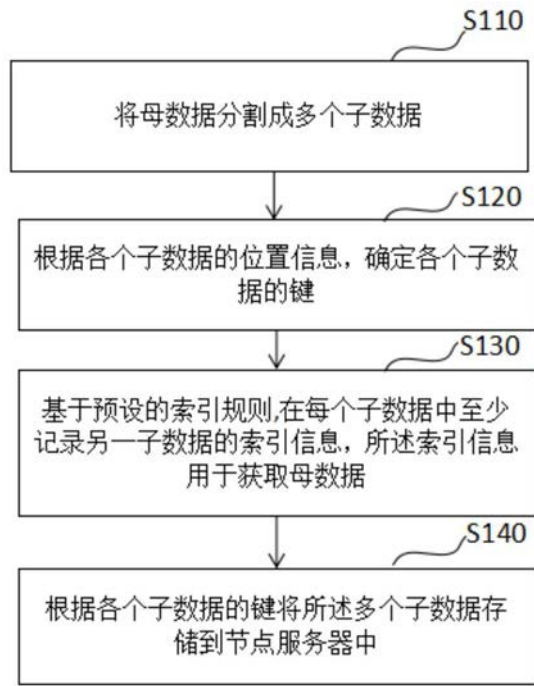 S110
将母数据分割成多个子数据
S120
根据各个子数据的位置信息，确定各个子数
据的键
S130
基于预设的索引规则,在每个子数据中至少
记录另一子数据的索引信息，所述索引信息
用于获取母数据
S140
根据各个子数据的键将所述多个子数据存
储到节点服务器中